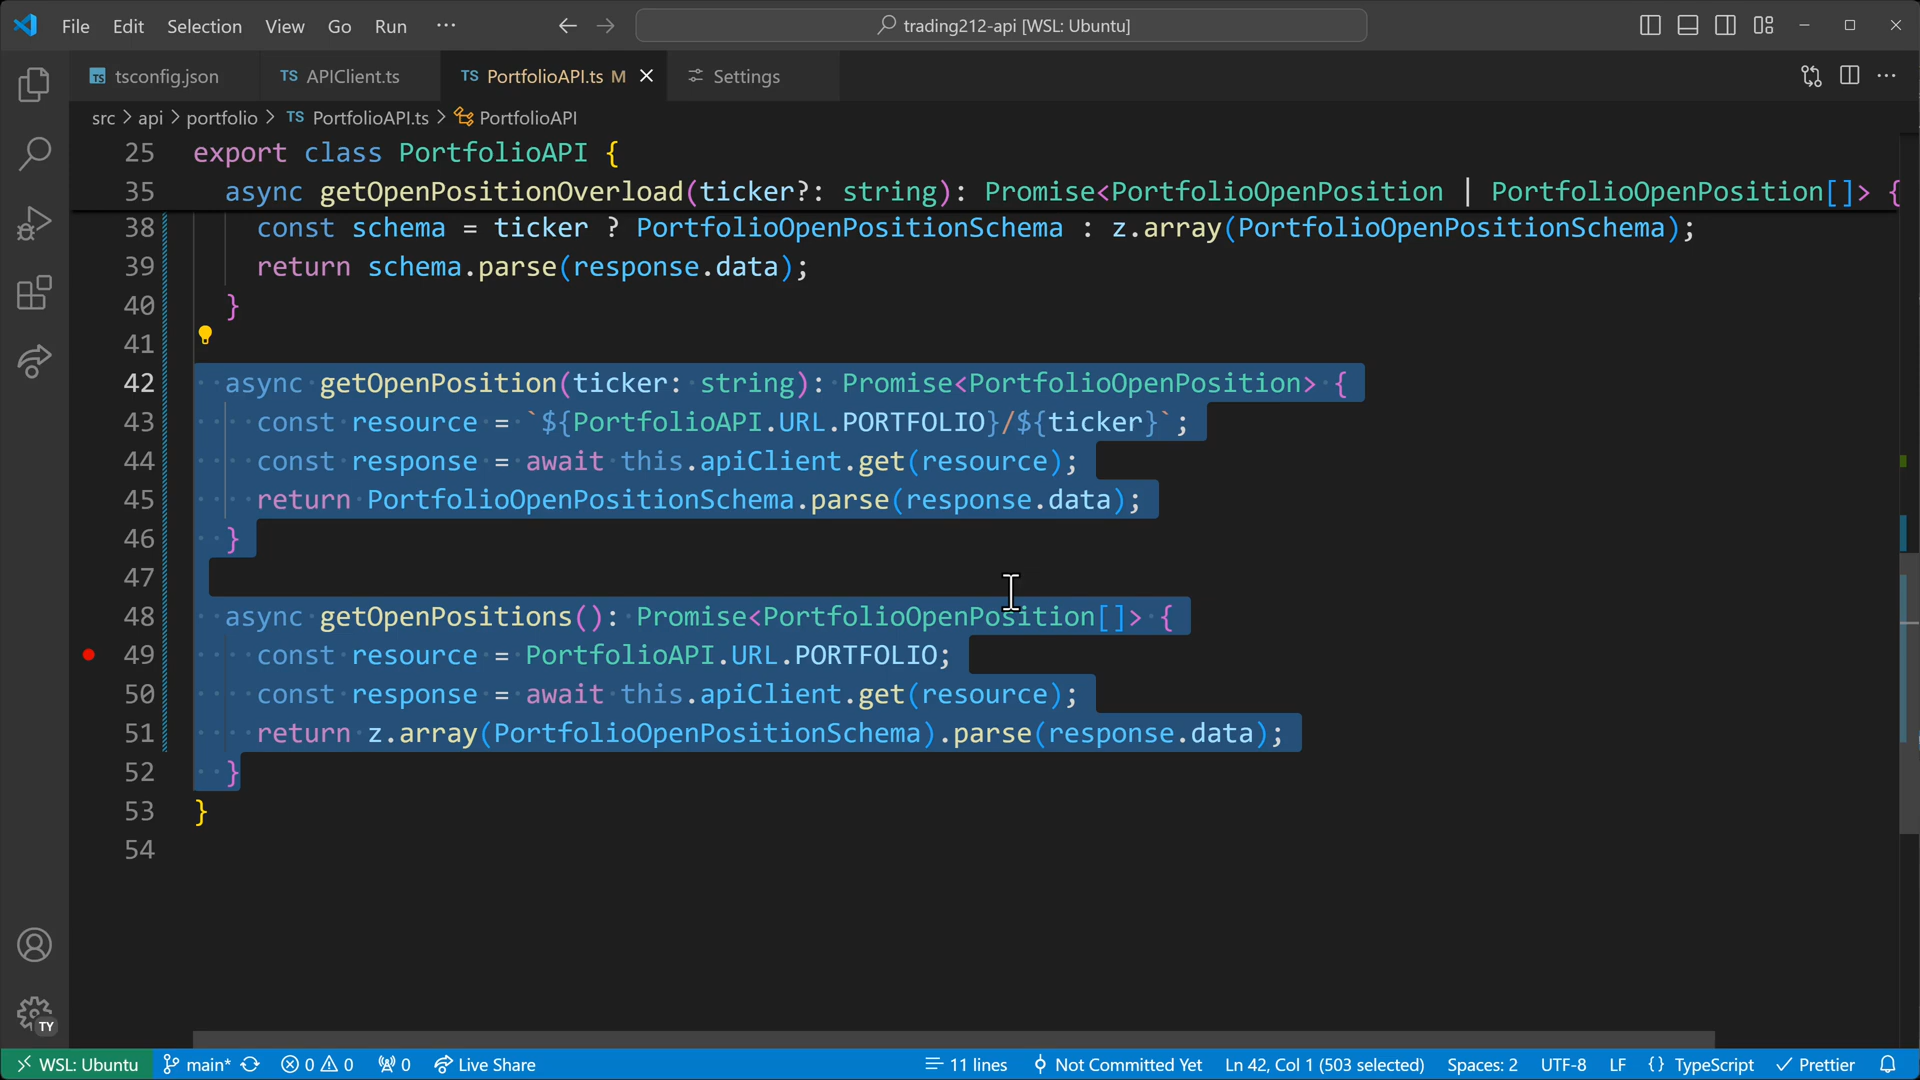 File Edit Selection View Go Run ··· trading212-api [WSL: Ubuntu]
TS tsconfig.json TS APIClient.ts TS PortfolioAPI.ts M Settings
src > api > portfolio > TS PortfolioAPI.ts > PortfolioAPI
25 export class PortfolioAPI {
35 async getOpenPositionOverload(ticker?: string): Promise<PortfolioOpenPosition | PortfolioOpenPosition[]> {
38 const schema = ticker ? PortfolioOpenPositionSchema : z.array(PortfolioOpenPositionSchema);
39 return schema.parse(response.data);
40 }
41
42 async getOpenPosition(ticker: string): Promise<PortfolioOpenPosition> {
43 const resource = `${PortfolioAPI.URL.PORTFOLIO}/${ticker}`;
44 const response = await this.apiClient.get(resource);
45 return PortfolioOpenPositionSchema.parse(response.data);
46 }
47
48 async getOpenPositions(): Promise<PortfolioOpenPosition[]> {
49 const resource = PortfolioAPI.URL.PORTFOLIO;
50 const response = await this.apiClient.get(resource);
51 return z.array(PortfolioOpenPositionSchema).parse(response.data);
52 }
53 }
54
TY
WSL: Ubuntu main* 0 0 0 Live Share 11 lines Not Committed Yet Ln 42, Col 1 (503 selected) Spaces: 2 UTF-8 LF {} TypeScript Prettier